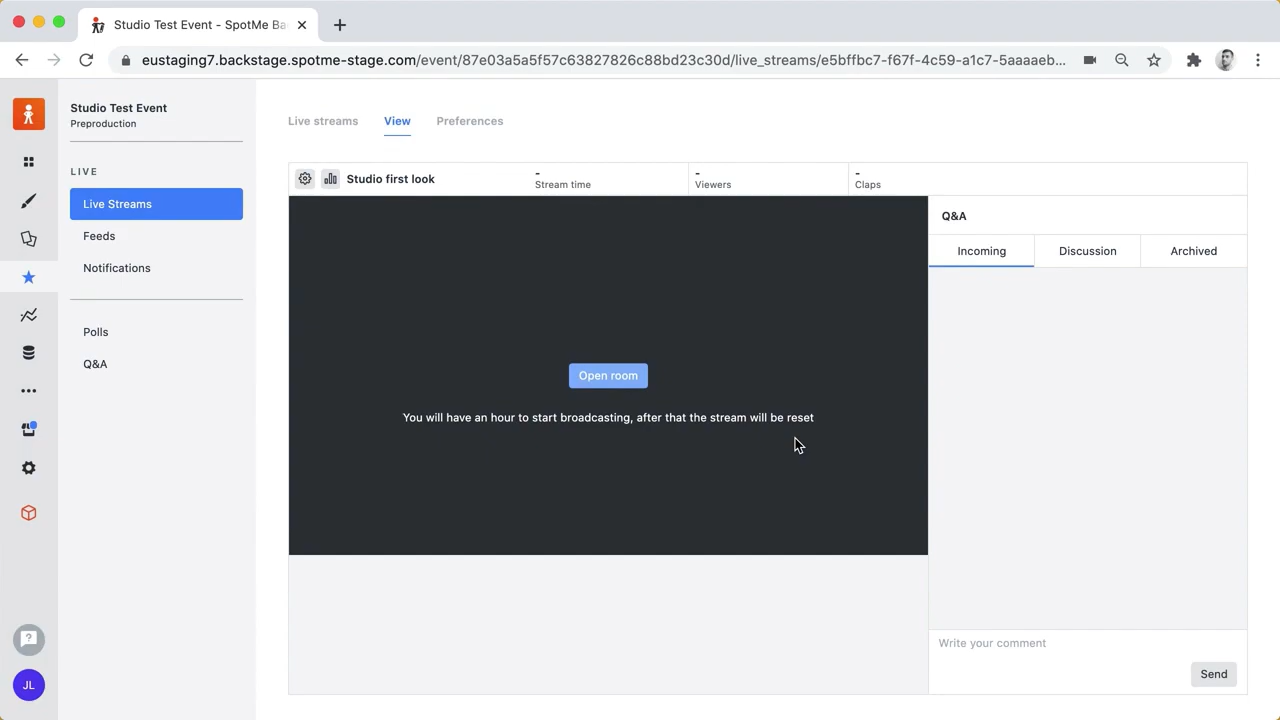 Studio Test Event - SpotMe Ba
eustaging7.backstage.spotme-stage.com/event/87e03a5a5f57c63827826c88bd23c30d/live_streams/e5bffbc7-f67f-4c59-a1c7-5aaaaeb...
Studio Test Event
Preproduction
LIVE
Live Streams
Feeds
Notifications
Polls
Q&A
JL
Live streams View Preferences
Studio first look
- Stream time
- Viewers
- Claps
Open room
You will have an hour to start broadcasting, after that the stream will be reset
Q&A
Incoming Discussion Archived
Write your comment
Send